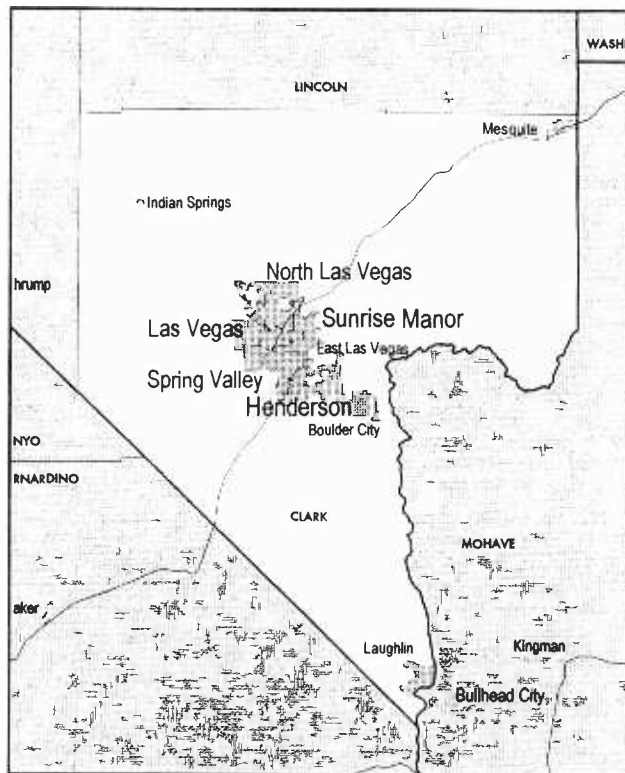 WASHI
LINCOLN
Mesquite
Indian Springs
North Las Vegas
hrump
Las Vegas
Sunrise Manor
East Las Vegas
Spring Valley
Henderson
Boulder City
NYO
RNARDINO
CLARK
MOHAVE
aker
Laughlin
Kingman
Bullhead City